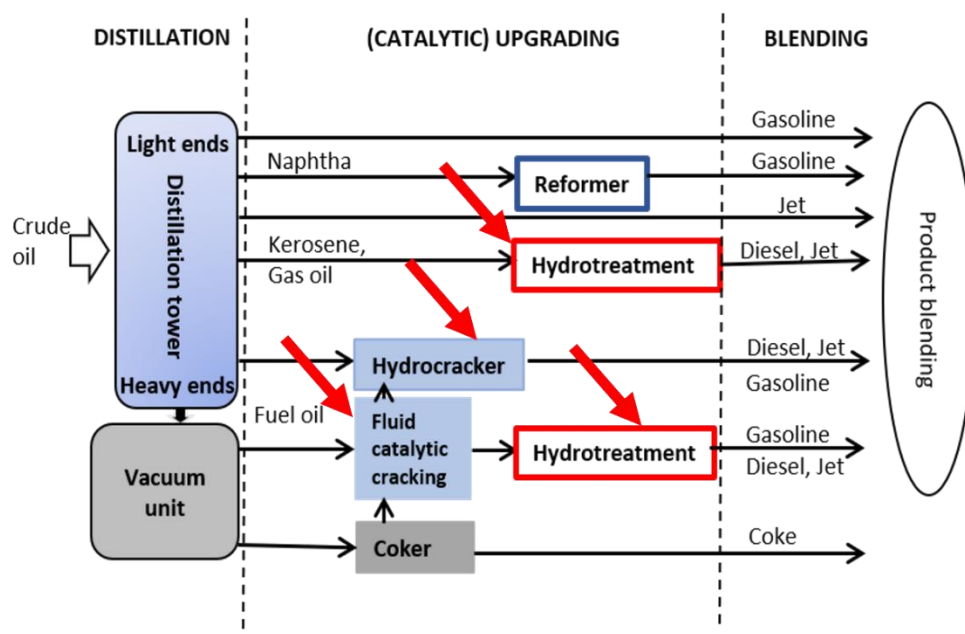 DISTILLATION
(CATALYTIC) UPGRADING
BLENDING
Light ends
Distillation tower
Heavy ends
Crude
oil
Vacuum
unit
Naphtha
Reformer
Gasoline
Gasoline
Jet
Kerosene,
Gas oil
Hydrotreatment
Diesel, Jet
Hydrocracker
Diesel, Jet
Gasoline
Fuel oil
Fluid
catalytic
cracking
Hydrotreatment
Gasoline
Diesel, Jet
Coker
Coke
Product blending